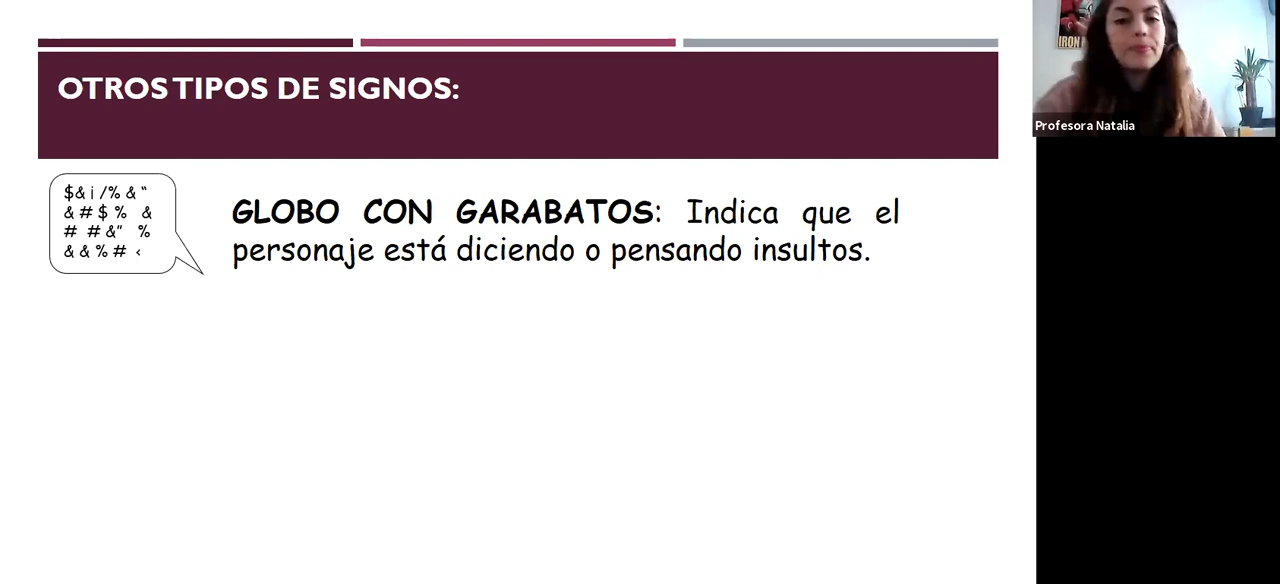 OTROS TIPOS DE SIGNOS:
$& ¡ /% & "
& # $ % &
# # &" %
& & % # <
GLOBO CON GARABATOS: Indica que el
personaje está diciendo o pensando insultos.
IRON
Profesora Natalia